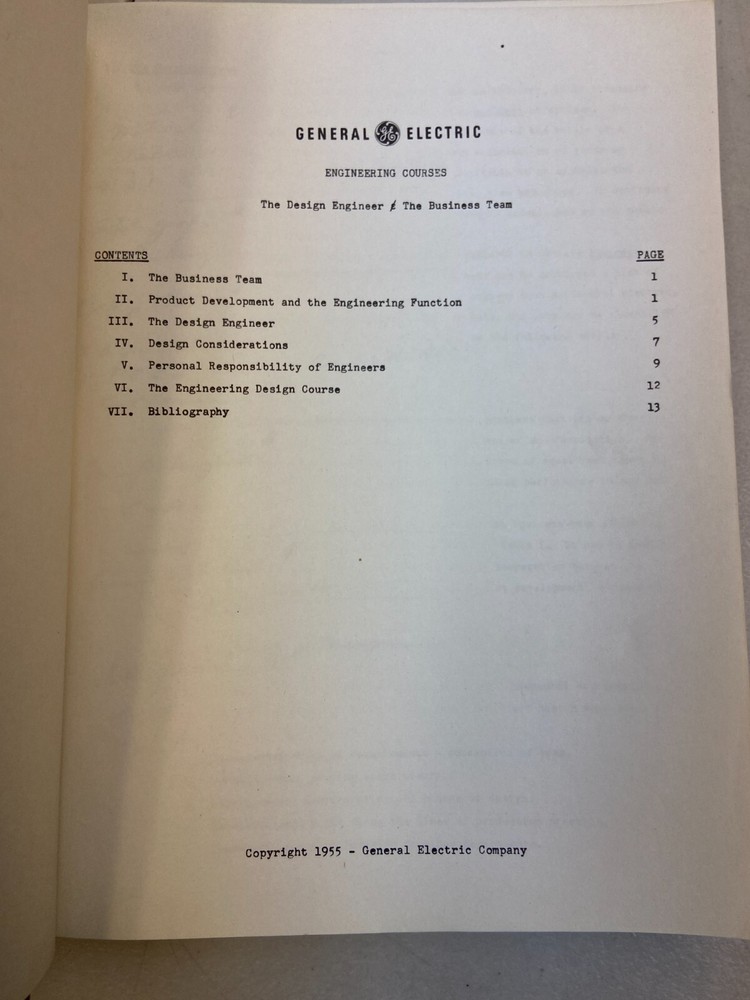 GENERAL GE ELECTRIC
ENGINEERING COURSES
The Design Engineer & The Business Team
CONTENTS PAGE
I. The Business Team 1
II. Product Development and the Engineering Function 1
III. The Design Engineer 5
IV. Design Considerations 7
V. Personal Responsibility of Engineers 9
VI. The Engineering Design Course 12
VII. Bibliography 13
Copyright 1955 - General Electric Company